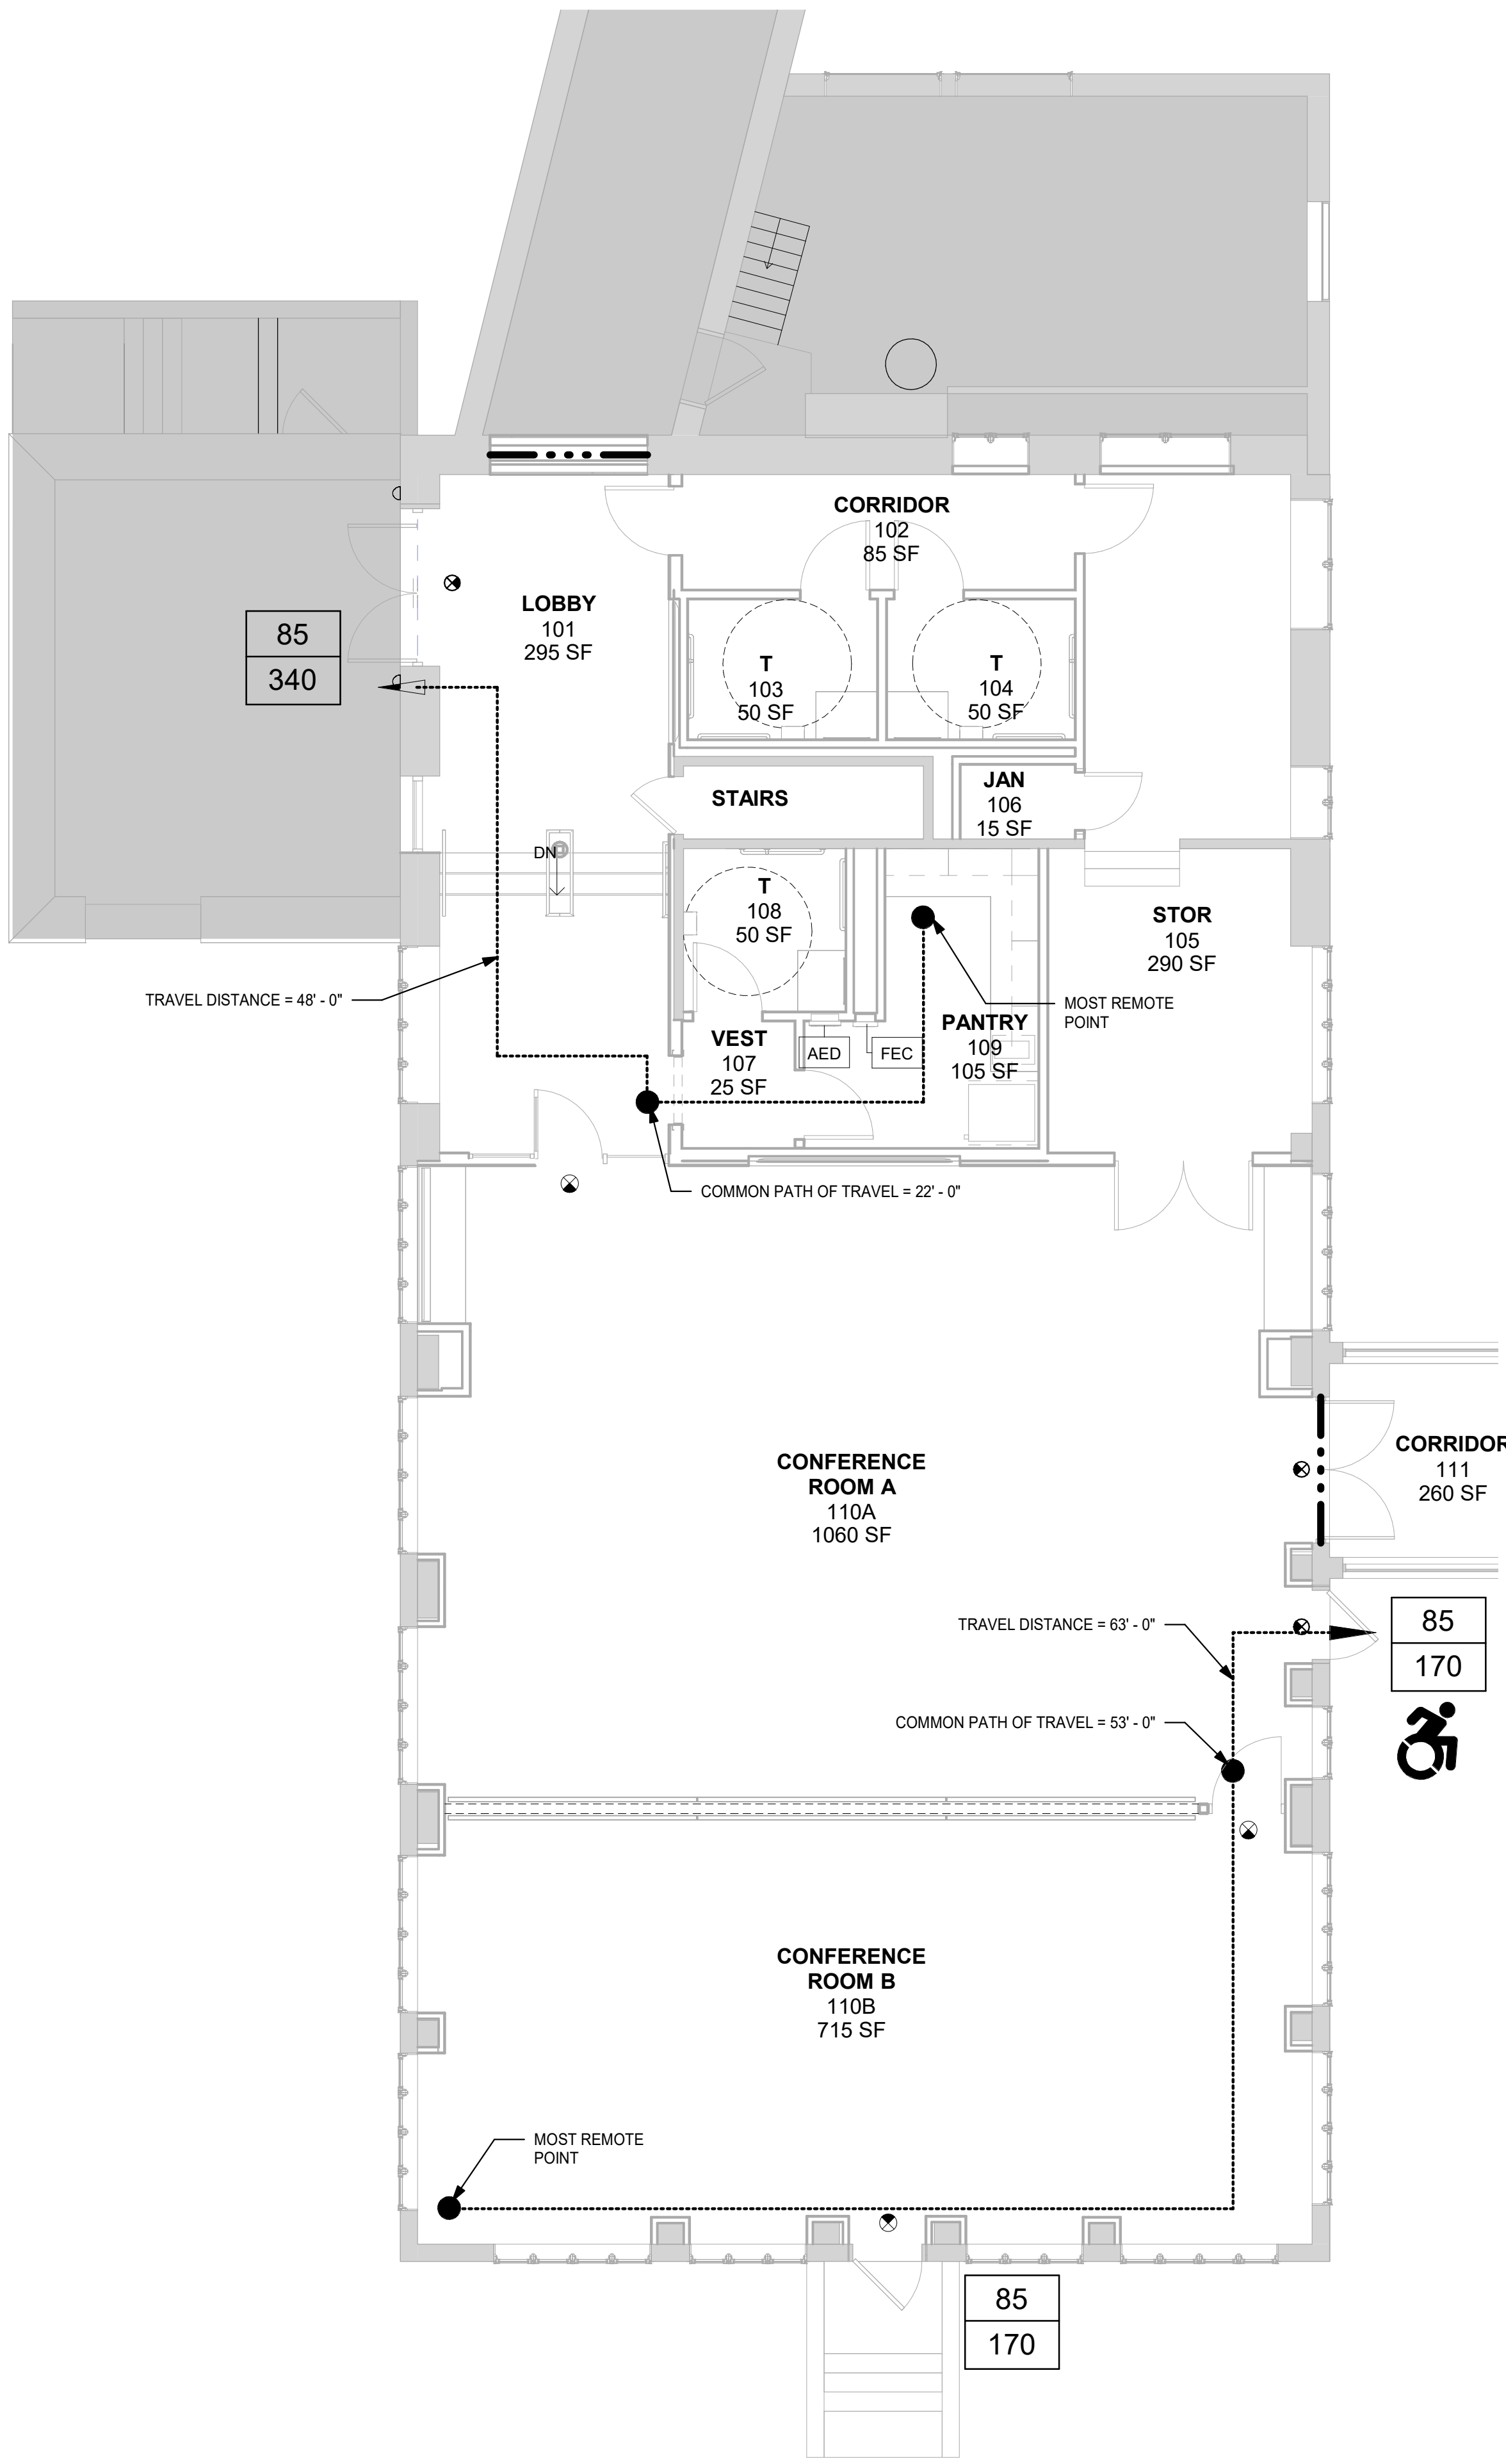 CORRIDOR
102
85 SF
LOBBY
101
295 SF
85
340
T
103
50 SF
T
104
50 SF
STAIRS
JAN
106
15 SF
DN
T
108
50 SF
STOR
105
290 SF
TRAVEL DISTANCE = 48' - 0"
MOST REMOTE
POINT
PANTRY
109
105 SF
VEST
107
25 SF
AED
FEC
COMMON PATH OF TRAVEL = 22' - 0"
CONFERENCE
ROOM A
110A
1060 SF
CORRIDOR
111
260 SF
TRAVEL DISTANCE = 63' - 0"
85
170
COMMON PATH OF TRAVEL = 53' - 0"
CONFERENCE
ROOM B
110B
715 SF
MOST REMOTE
POINT
85
170